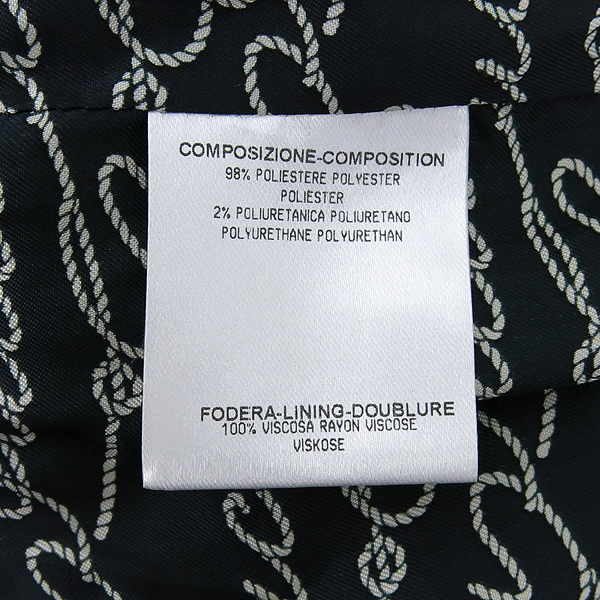 COMPOSIZIONE-COMPOSITION
98% POLIESTERE POLYESTER
POLIESTER
2% POLIURETANICA POLIURETANO
POLYURETHANE POLYURETHAN
FODERA-LINING-DOUBLURE
100% VISCOSA RAYON VISCOSE
VISKOSE